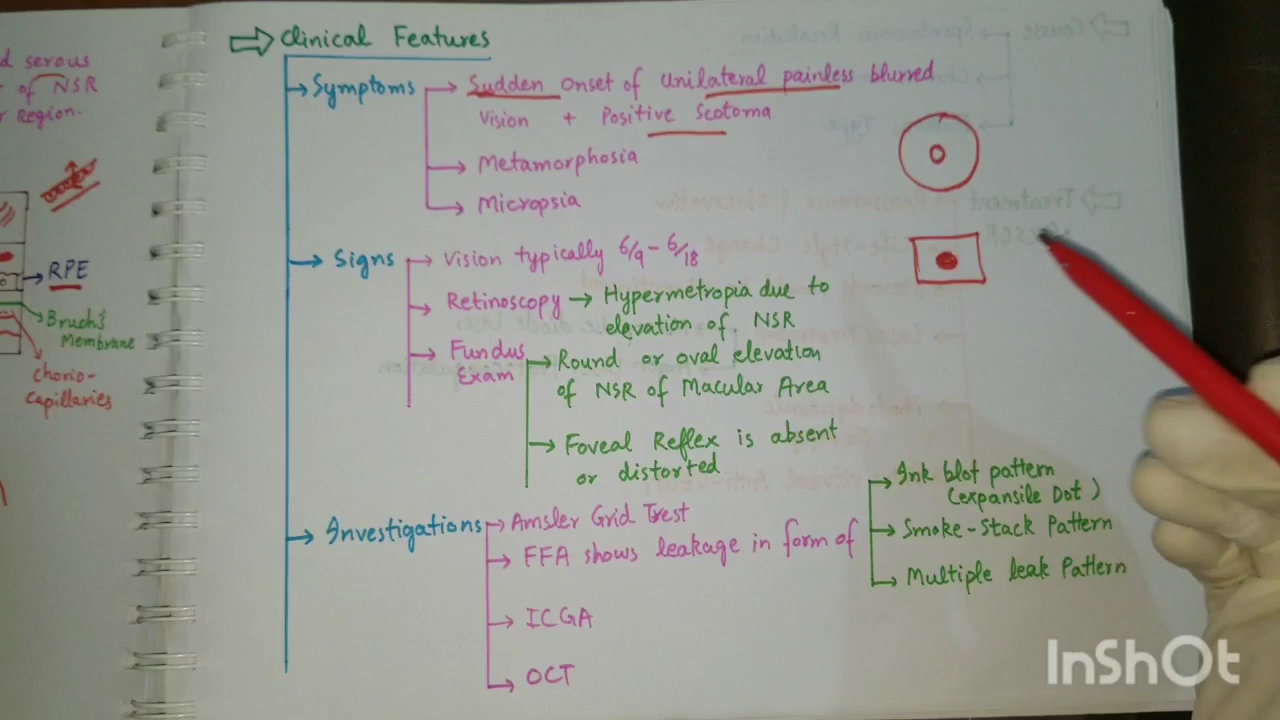 d serous
of NSR
Region.
RPE
Bruch's
Membrane
Chorio-
Capillaries
Clinical Features
Symptoms
Sudden onset of unilateral painless blurred
Vision + Positive Scotoma
Metamorphosia
Micropsia
Signs
Vision typically 6/9 - 6/18
Retinoscopy → Hypermetropia due to
elevation of NSR
Fundus
Exam
Round or oval elevation
of NSR of Macular Area
Foveal Reflex is absent
or distorted
Investigations
Amsler Grid Trest
FFA shows leakage in form of
Ink blot pattern
(expansile Dot)
Smoke-Stack Pattern
Multiple leak Pattern
ICGA
OCT
InShOt